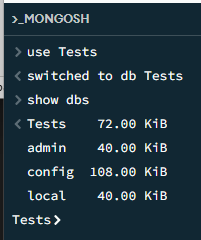 >_MONGOSH
> use Tests
< switched to db Tests
> show dbs
< Tests 72.00 KiB
admin 40.00 KiB
config 108.00 KiB
local 40.00 KiB
Tests>